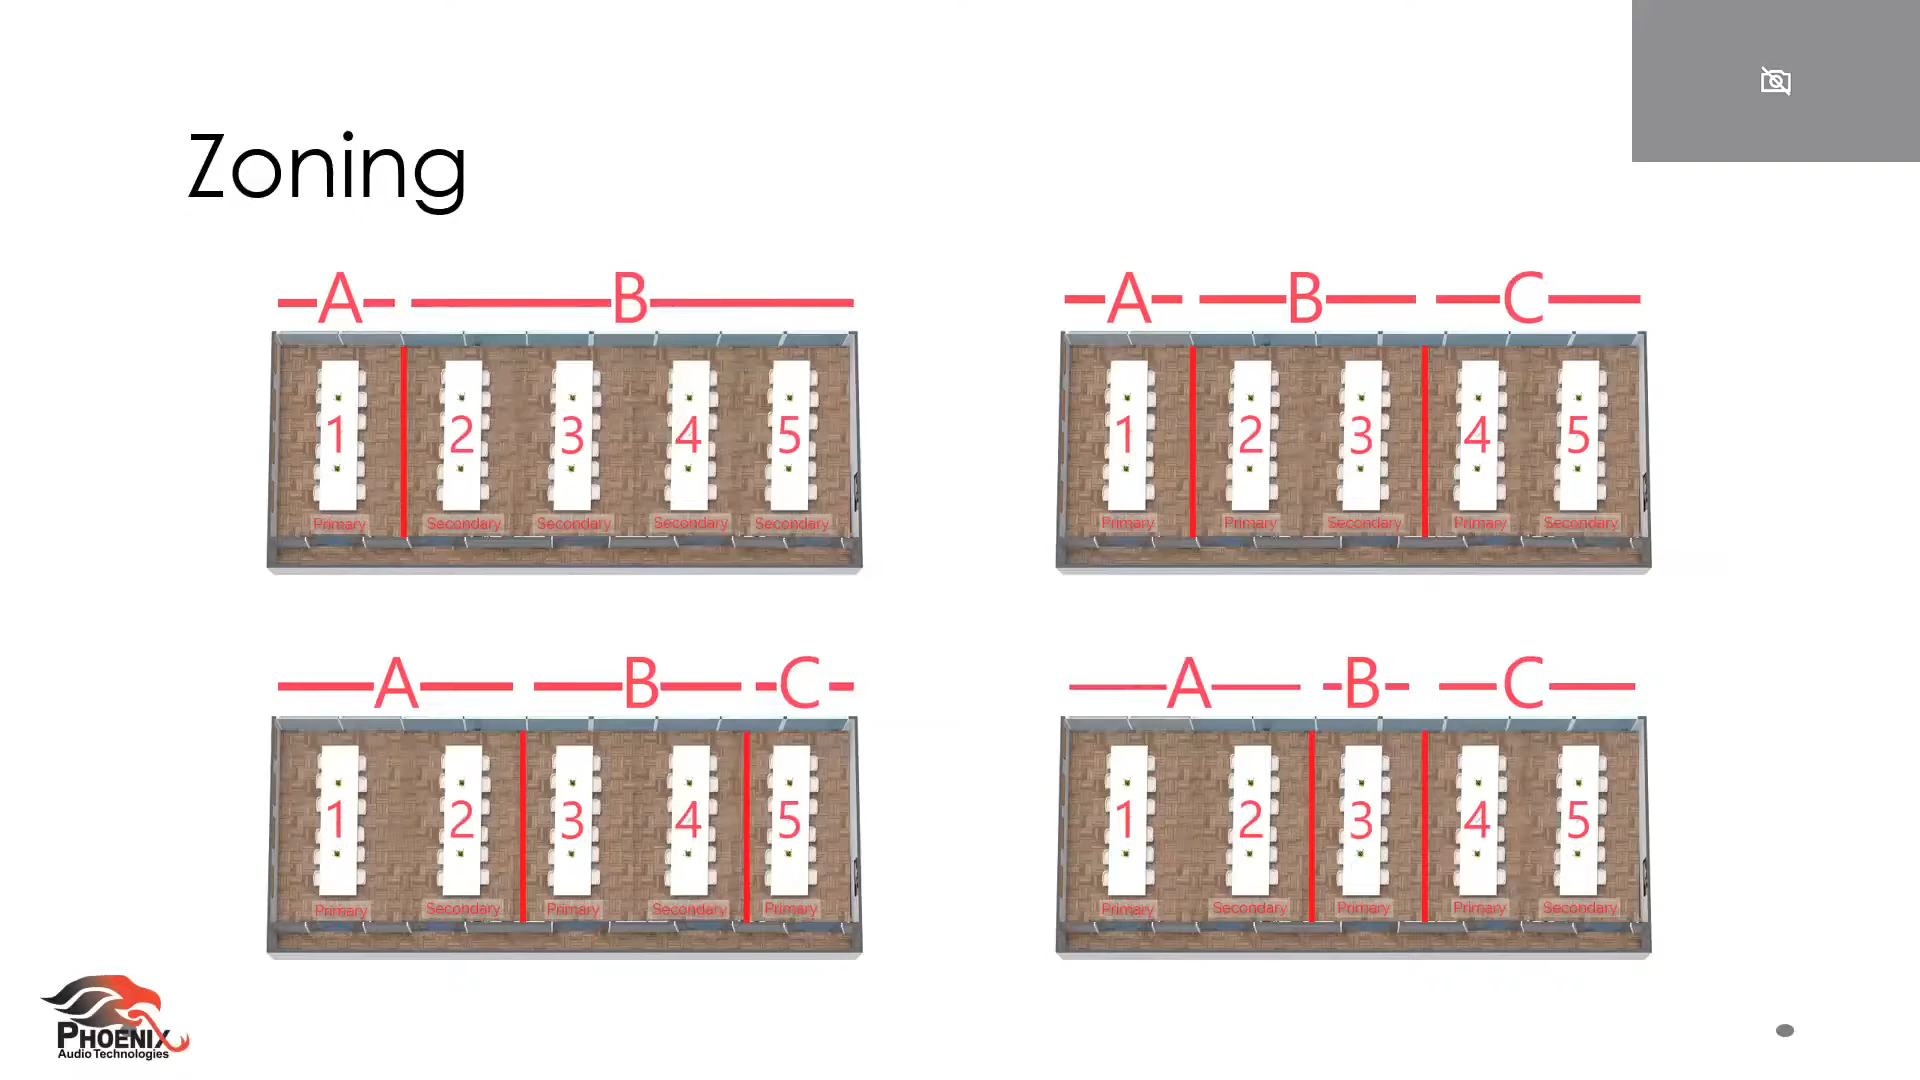 Zoning
A B
1 2 3 4 5
Primary Secondary Secondary Secondary Secondary
A B C
1 2 3 4 5
Primary Primary Secondary Primary Secondary
A B C
1 2 3 4 5
Primary Secondary Primary Secondary Primary
A B C
1 2 3 4 5
Primary Secondary Primary Primary Secondary
PHOENIX
Audio Technologies